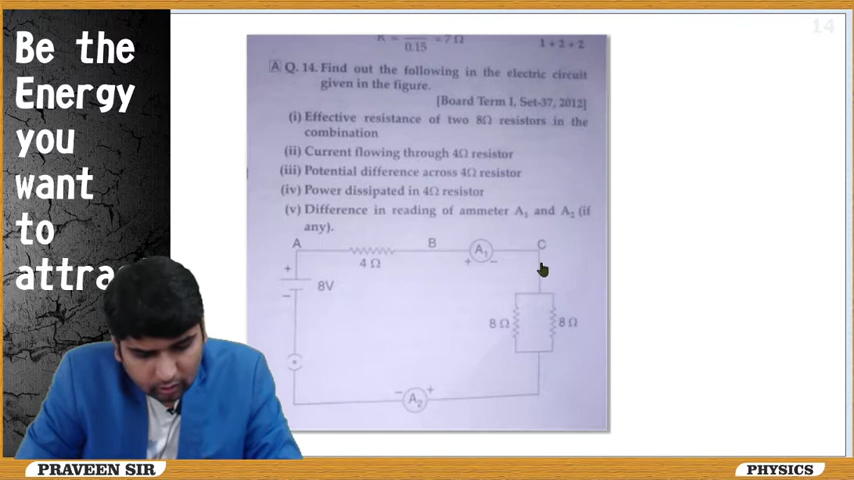 Be the
Energy
you
want
to
attra
14
0.15
= 7 Ω
1 + 2 + 2
A Q. 14. Find out the following in the electric circuit
given in the figure.
[Board Term I, Set-37, 2012]
(i) Effective resistance of two 8Ω resistors in the
combination
(ii) Current flowing through 4Ω resistor
(iii) Potential difference across 4Ω resistor
(iv) Power dissipated in 4Ω resistor
(v) Difference in reading of ammeter A₁ and A₂ (if
any).
A B A₁ C
+ −
4 Ω
+
8V
−
8 Ω 8 Ω
− A₂ +
PRAVEEN SIR
PHYSICS